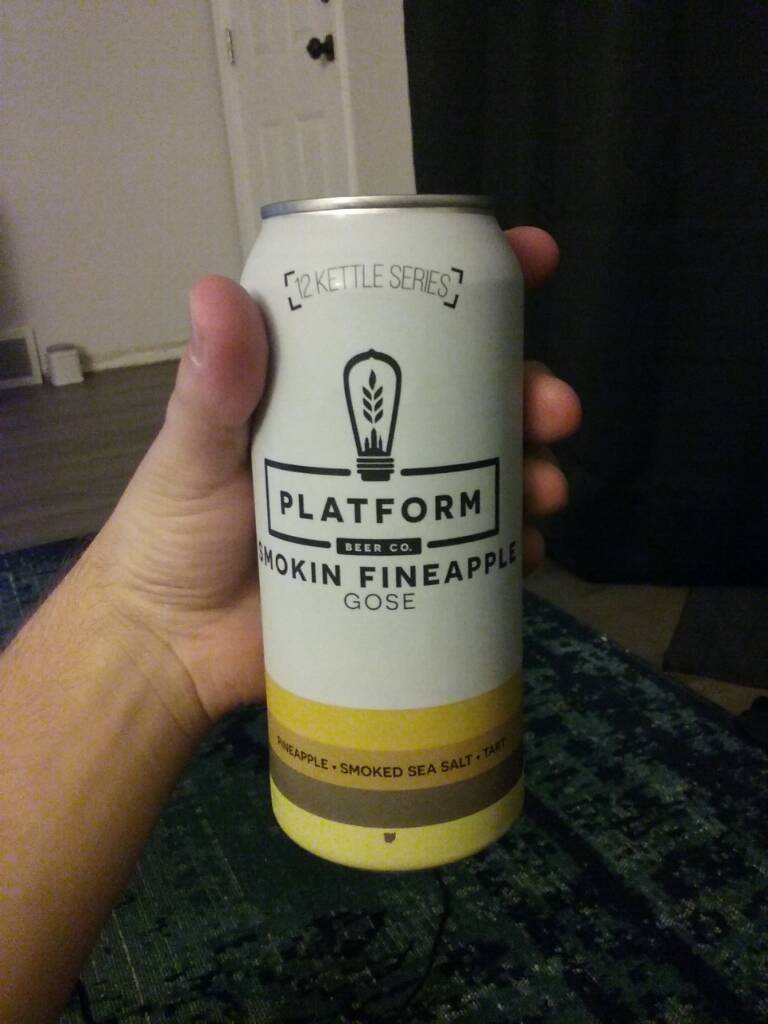 12 KETTLE SERIES
PLATFORM
BEER CO.
SMOKIN FINEAPPLE
GOSE
PINEAPPLE • SMOKED SEA SALT • TART